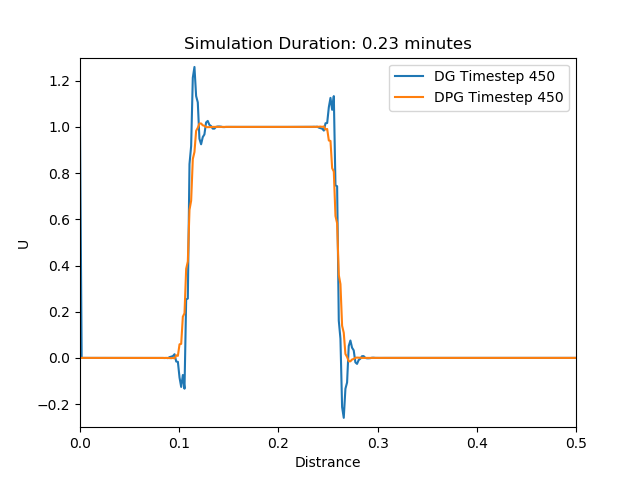 Simulation Duration: 0.23 minutes
DG Timestep 450
DPG Timestep 450
U
1.2
1.0
0.8
0.6
0.4
0.2
0.0
−0.2
0.0
0.1
0.2
0.3
0.4
0.5
Distrance